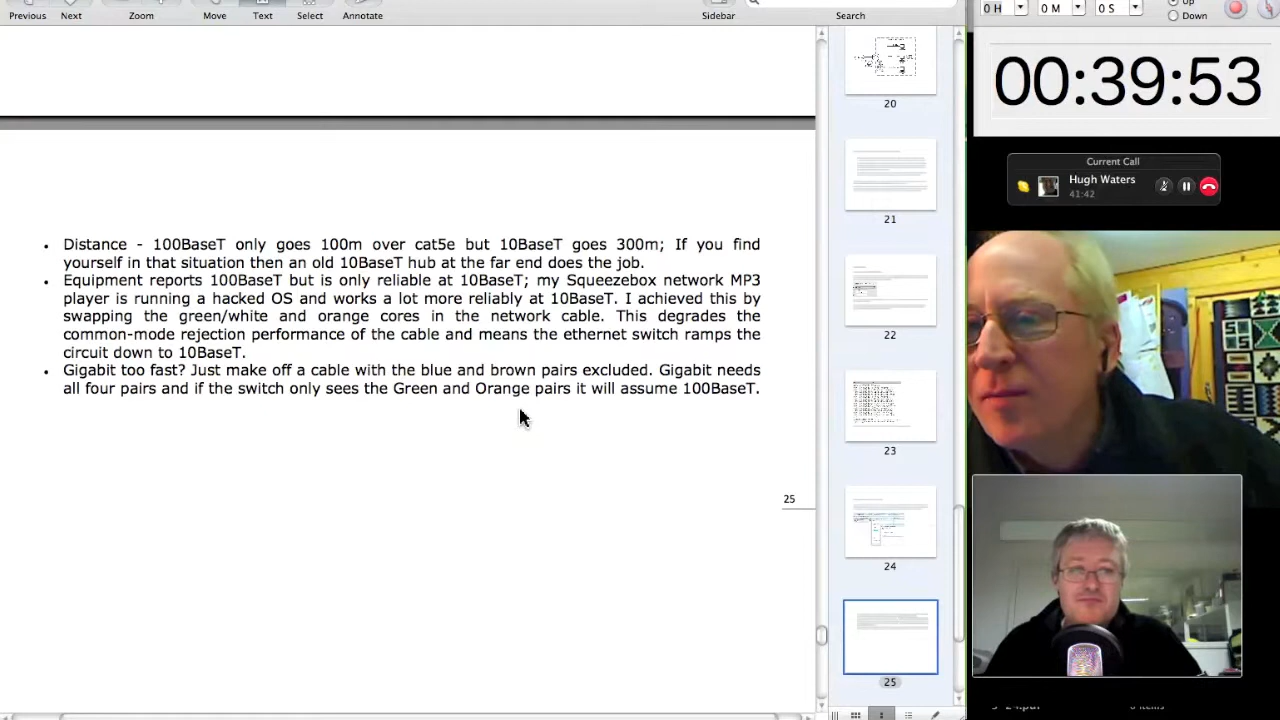 Previous Next Zoom Move Text Select Annotate Sidebar Search
0 H 0 M 0 S Up
Down
00:39:53
Current Call
Hugh Waters
41:42
• Distance - 100BaseT only goes 100m over cat5e but 10BaseT goes 300m; If you find
yourself in that situation then an old 10BaseT hub at the far end does the job.
• Equipment reports 100BaseT but is only reliable at 10BaseT; my Squeezebox network MP3
player is running a hacked OS and works a lot more reliably at 10BaseT. I achieved this by
swapping the green/white and orange cores in the network cable. This degrades the
common-mode rejection performance of the cable and means the ethernet switch ramps the
circuit down to 10BaseT.
• Gigabit too fast? Just make off a cable with the blue and brown pairs excluded. Gigabit needs
all four pairs and if the switch only sees the Green and Orange pairs it will assume 100BaseT.
25
20
21
22
23
24
25